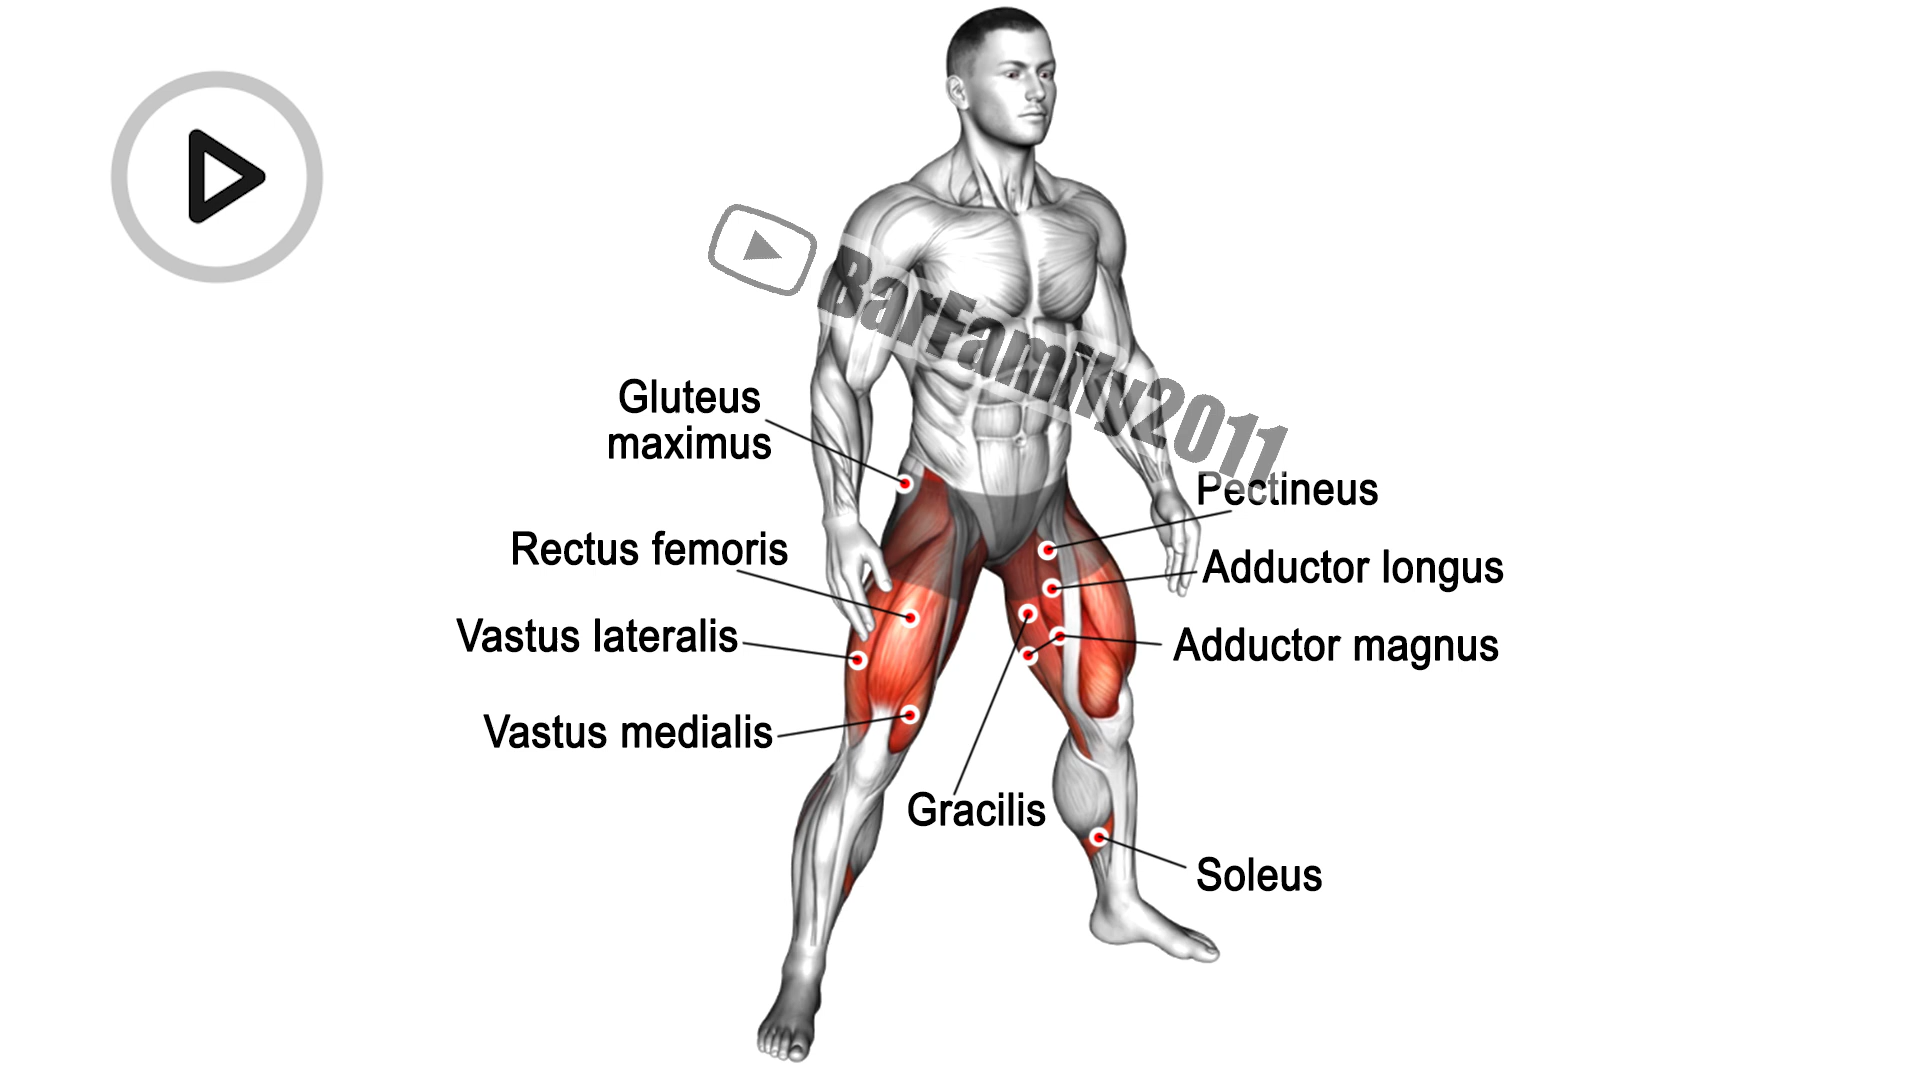 BarFamily2011
Gluteus
maximus
Pectineus
Rectus femoris
Adductor longus
Vastus lateralis
Adductor magnus
Vastus medialis
Gracilis
Soleus